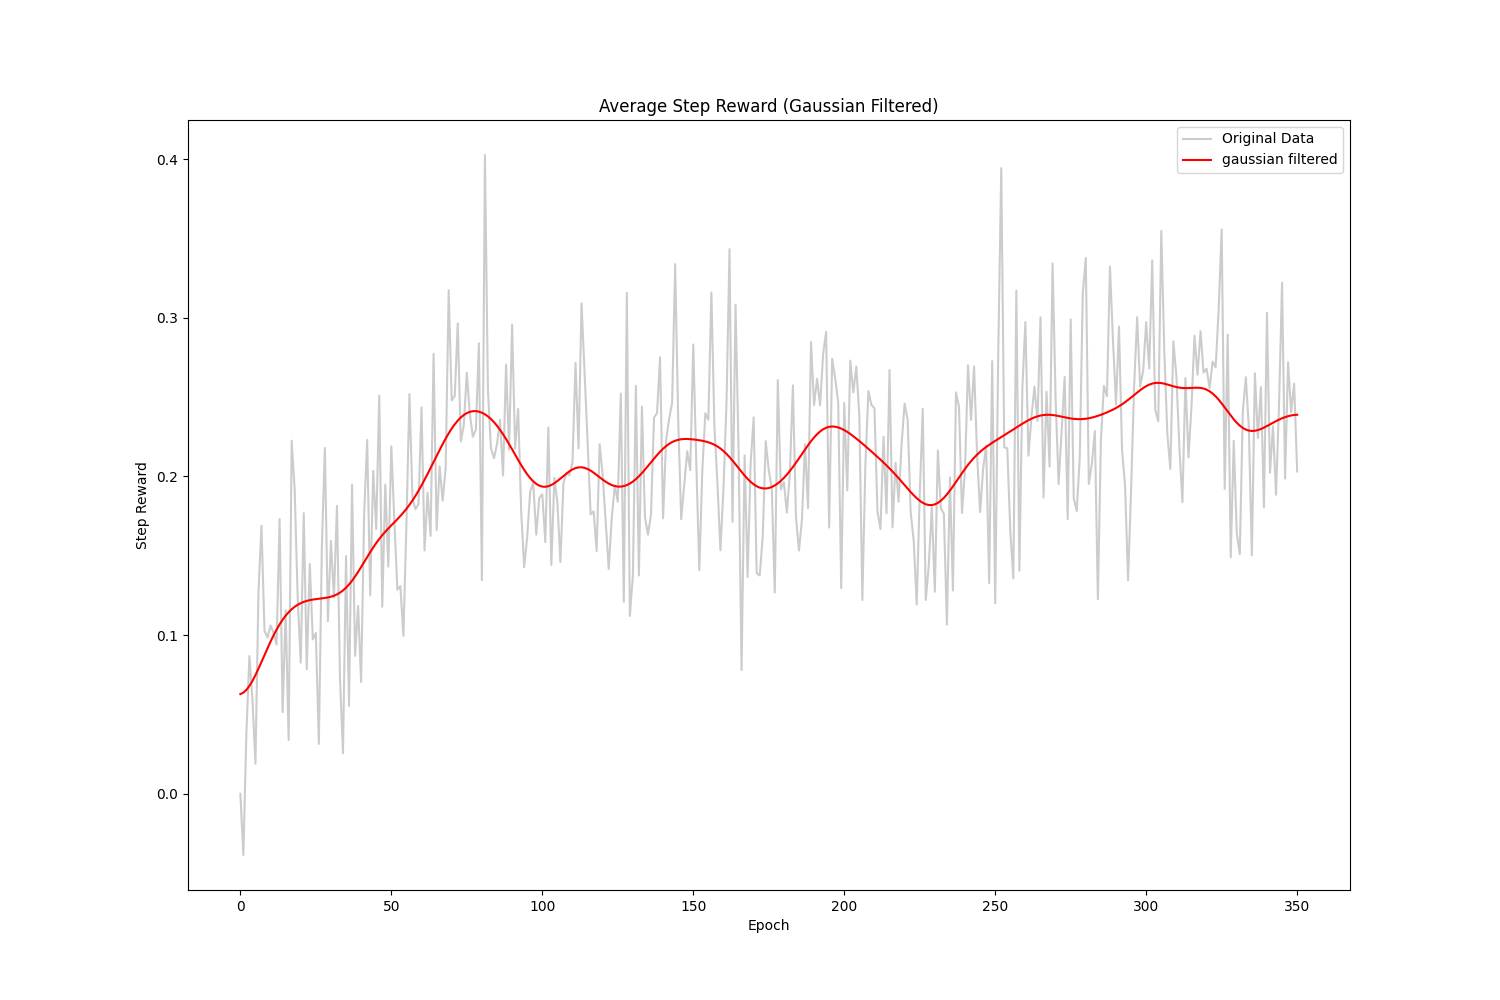 Average Step Reward (Gaussian Filtered)
Original Data
gaussian filtered
0.4
0.3
0.2
0.1
0.0
Step Reward
0 50 100 150 200 250 300 350
Epoch